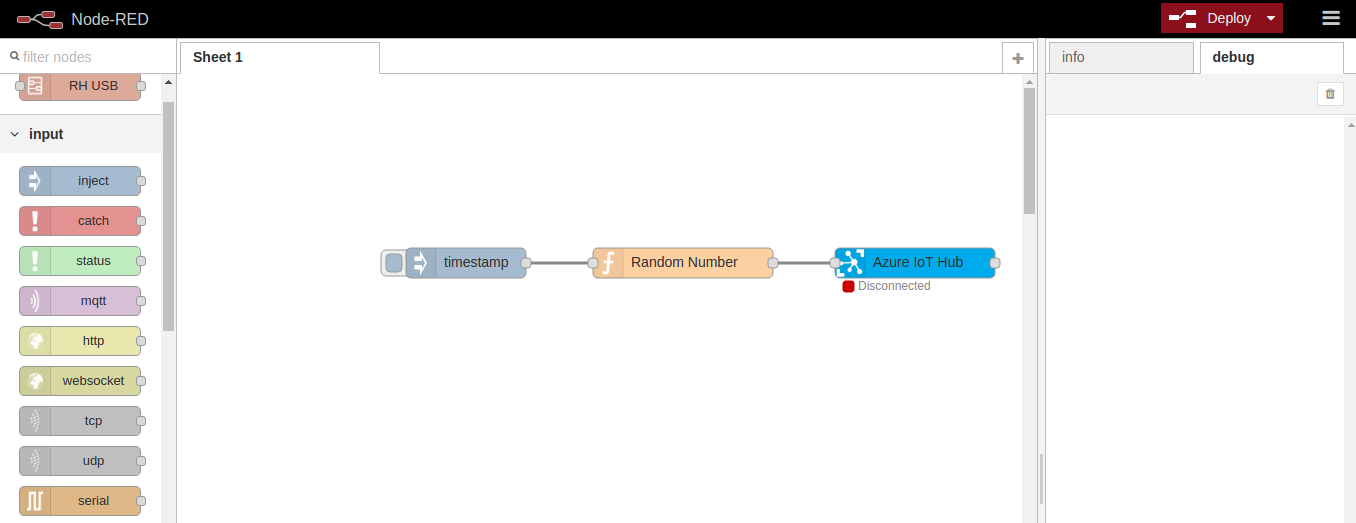 Node-RED
Deploy
filter nodes
Sheet 1
info
debug
RH USB
input
inject
catch
status
mqtt
http
websocket
tcp
udp
serial
timestamp
Random Number
Azure IoT Hub
Disconnected